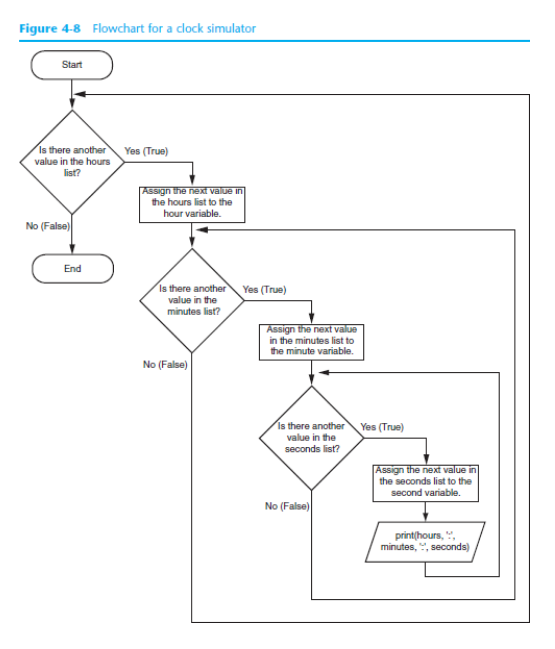 Figure 4-8 Flowchart for a clock simulator
Start
Is there another
value in the hours
list?
Yes (True)
Assign the next value in
the hours list to the
hour variable.
No (False)
End
Is there another
value in the
minutes list?
Yes (True)
Assign the next value
in the minutes list to
the minute variable.
No (False)
Is there another
value in the
seconds list?
Yes (True)
Assign the next value in
the seconds list to the
second variable.
No (False)
print(hours, ':',
minutes, ':', seconds)